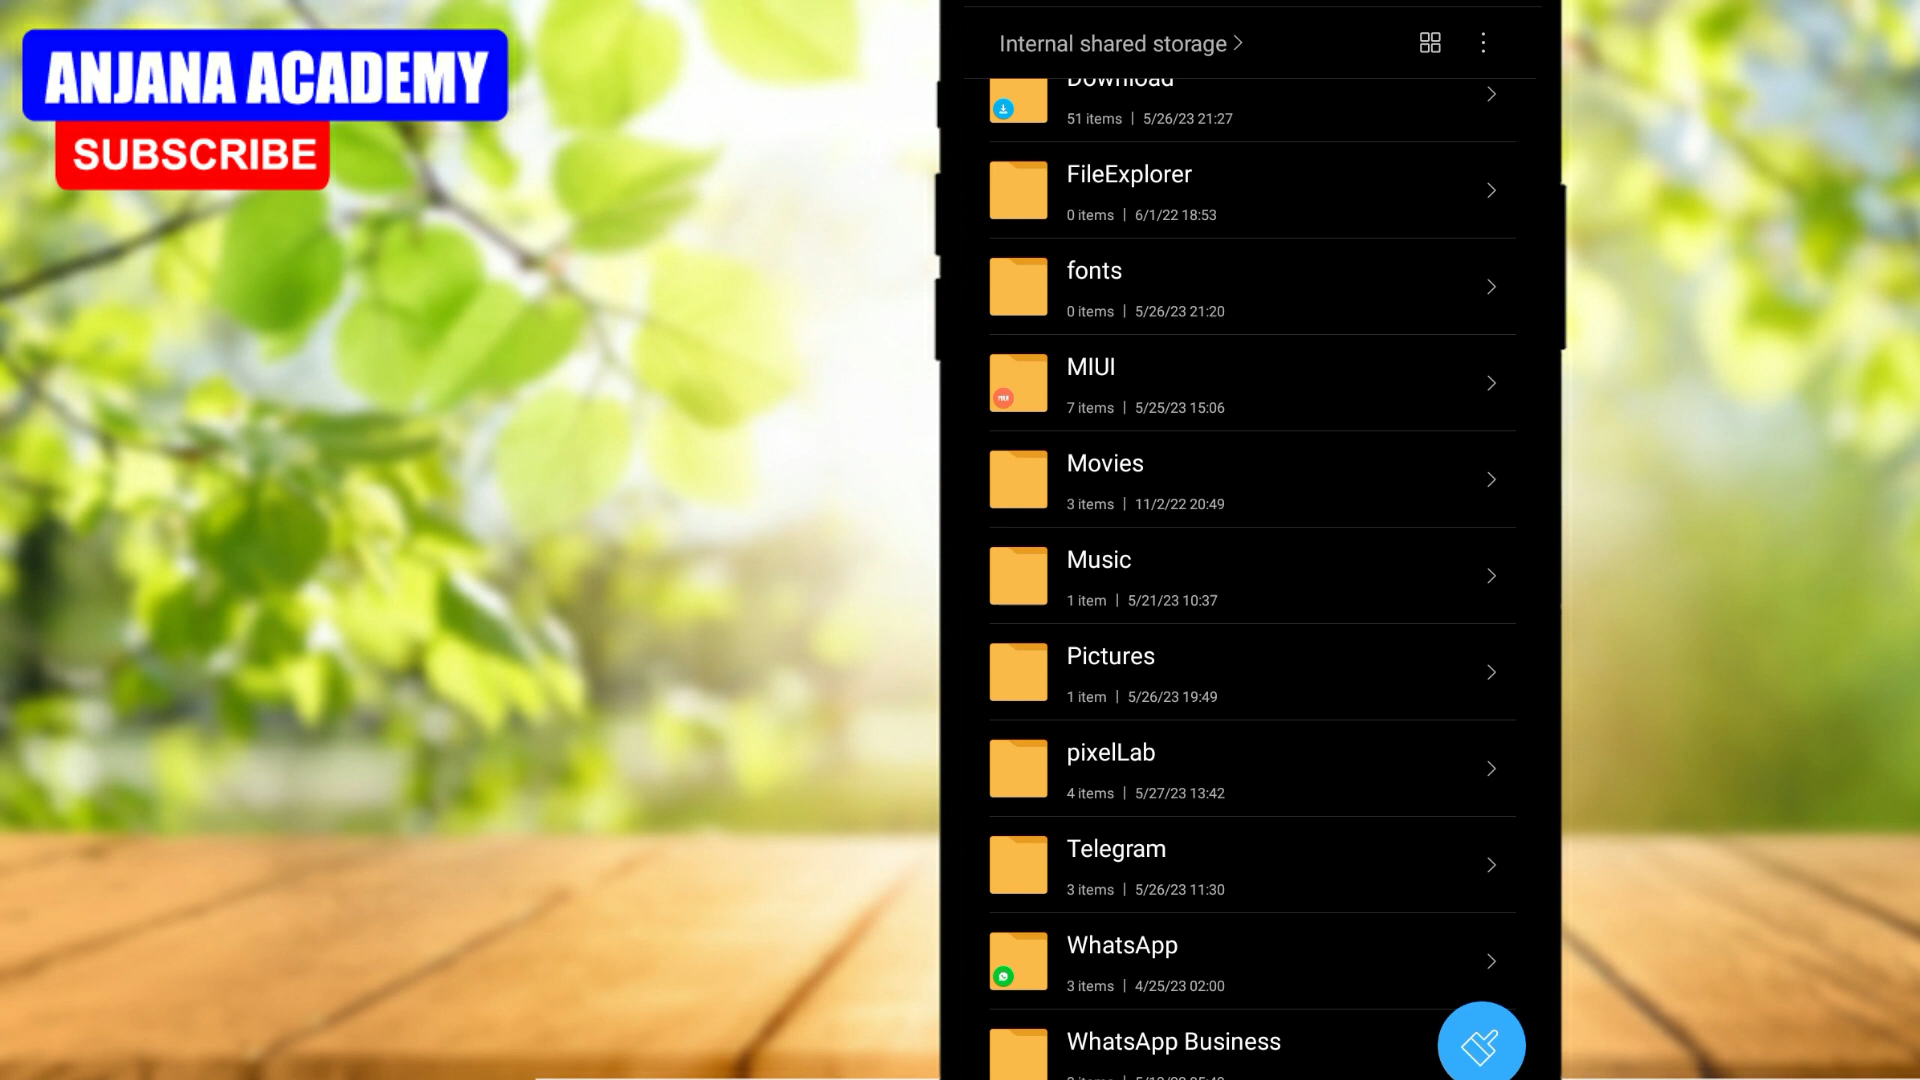 ANJANA ACADEMY
SUBSCRIBE
Internal shared storage >
Download
51 items | 5/26/23 21:27
FileExplorer
0 items | 6/1/22 18:53
fonts
0 items | 5/26/23 21:20
MIUI
7 items | 5/25/23 15:06
Movies
3 items | 11/2/22 20:49
Music
1 item | 5/21/23 10:37
Pictures
1 item | 5/26/23 19:49
pixelLab
4 items | 5/27/23 13:42
Telegram
3 items | 5/26/23 11:30
WhatsApp
3 items | 4/25/23 02:00
WhatsApp Business